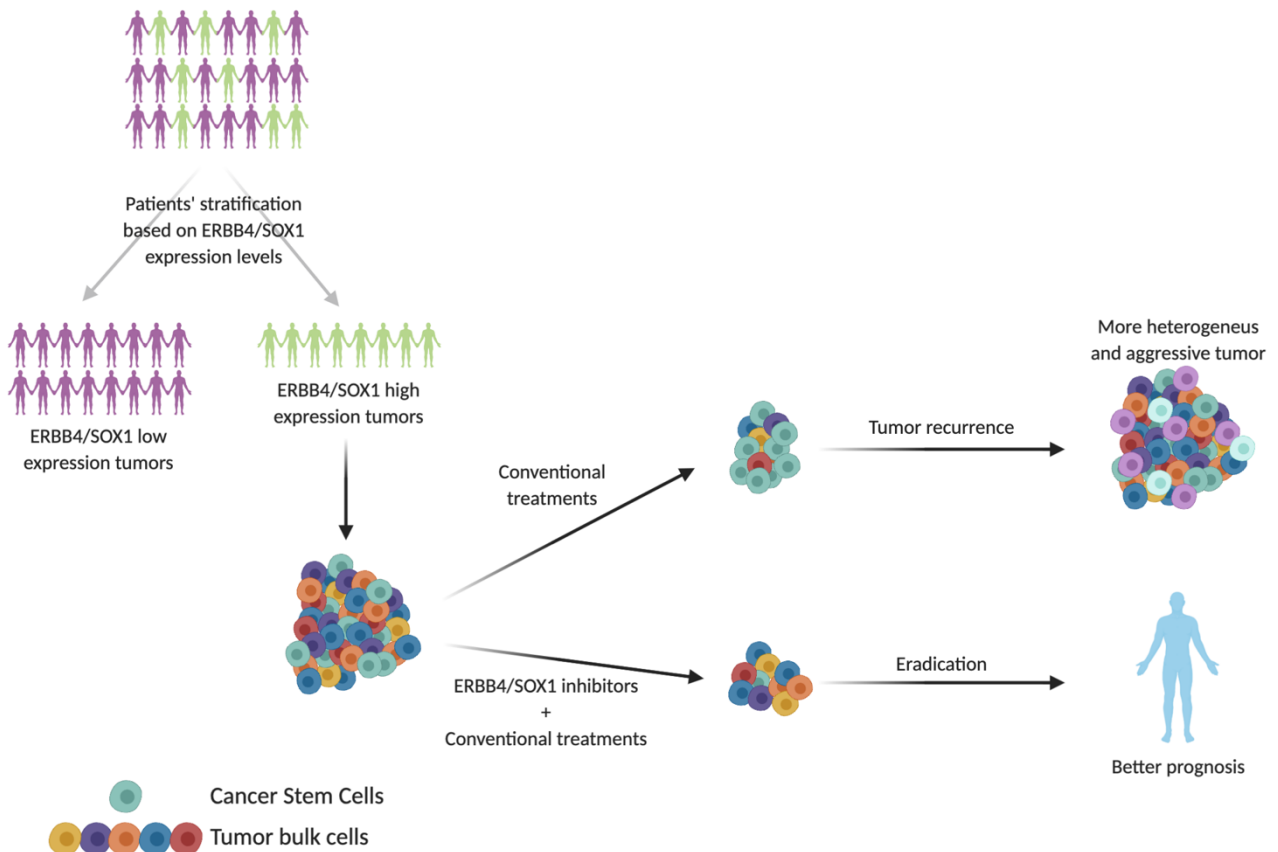 Patients' stratification
based on ERBB4/SOX1
expression levels
ERBB4/SOX1 low
expression tumors
ERBB4/SOX1 high
expression tumors
Conventional
treatments
Tumor recurrence
More heterogeneus
and aggressive tumor
ERBB4/SOX1 inhibitors
+
Conventional treatments
Eradication
Better prognosis
Cancer Stem Cells
Tumor bulk cells